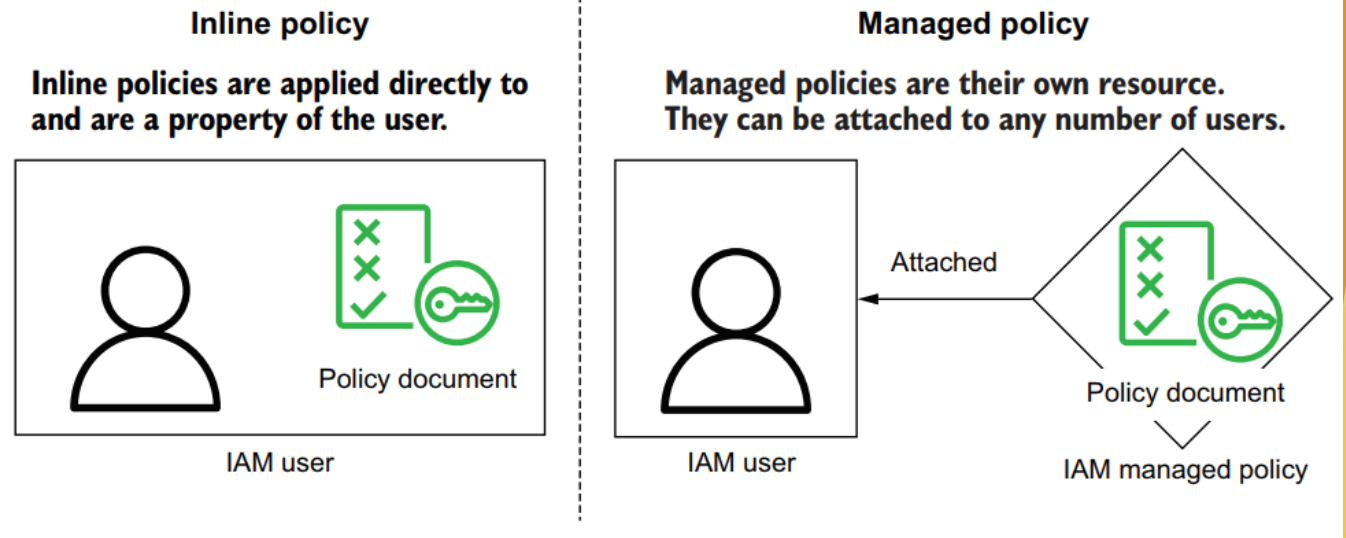 Inline policy
Inline policies are applied directly to
and are a property of the user.
Policy document
IAM user
Managed policy
Managed policies are their own resource.
They can be attached to any number of users.
Attached
Policy document
IAM user
IAM managed policy